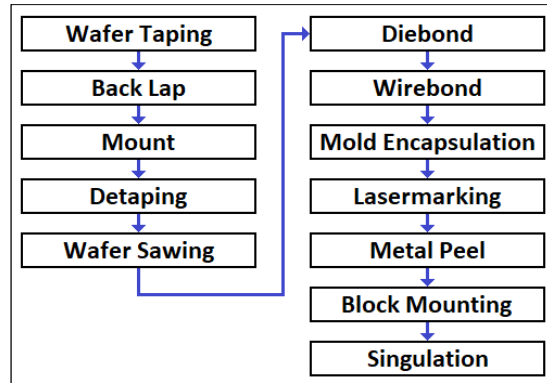 Wafer Taping
Back Lap
Mount
Detaping
Wafer Sawing
Diebond
Wirebond
Mold Encapsulation
Lasermarking
Metal Peel
Block Mounting
Singulation